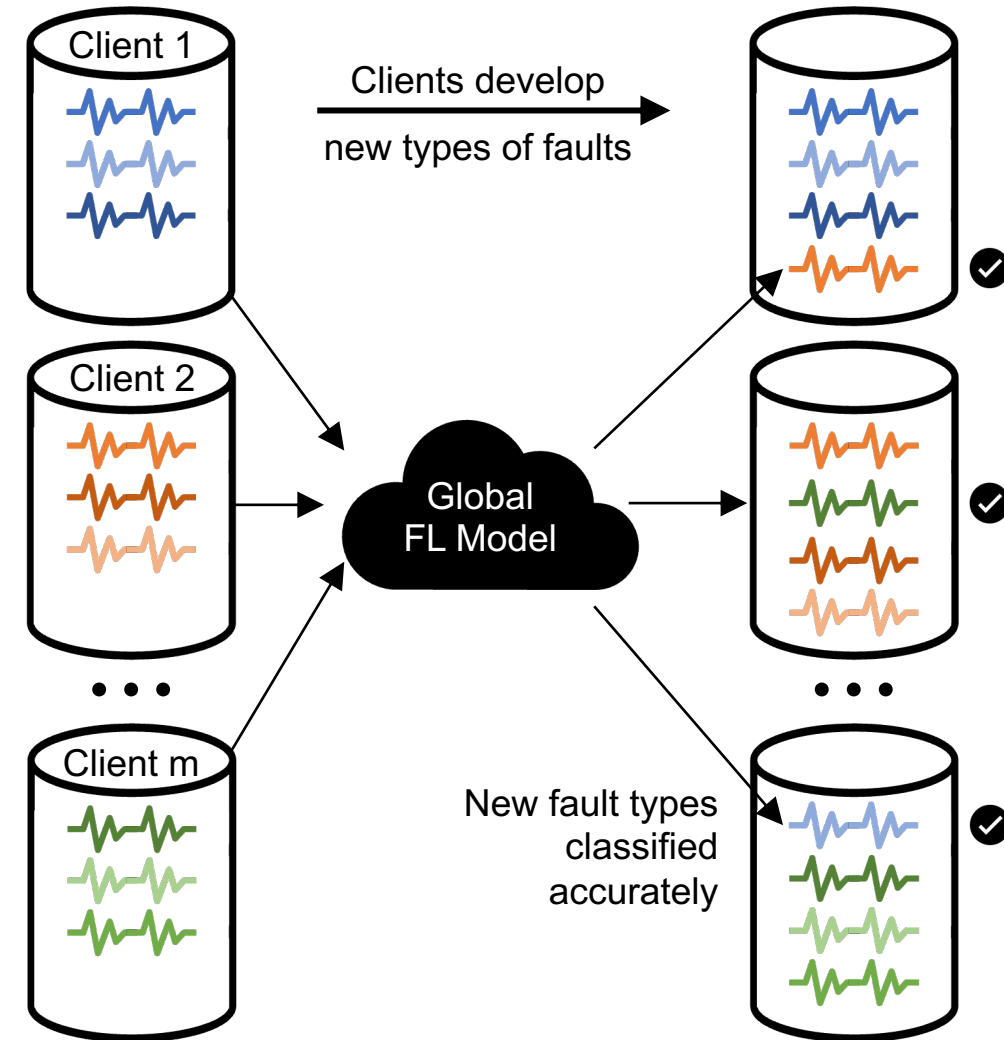 Client 1
Clients develop
new types of faults
Client 2
Global
FL Model
• • •
• • •
Client m
New fault types
classified
accurately